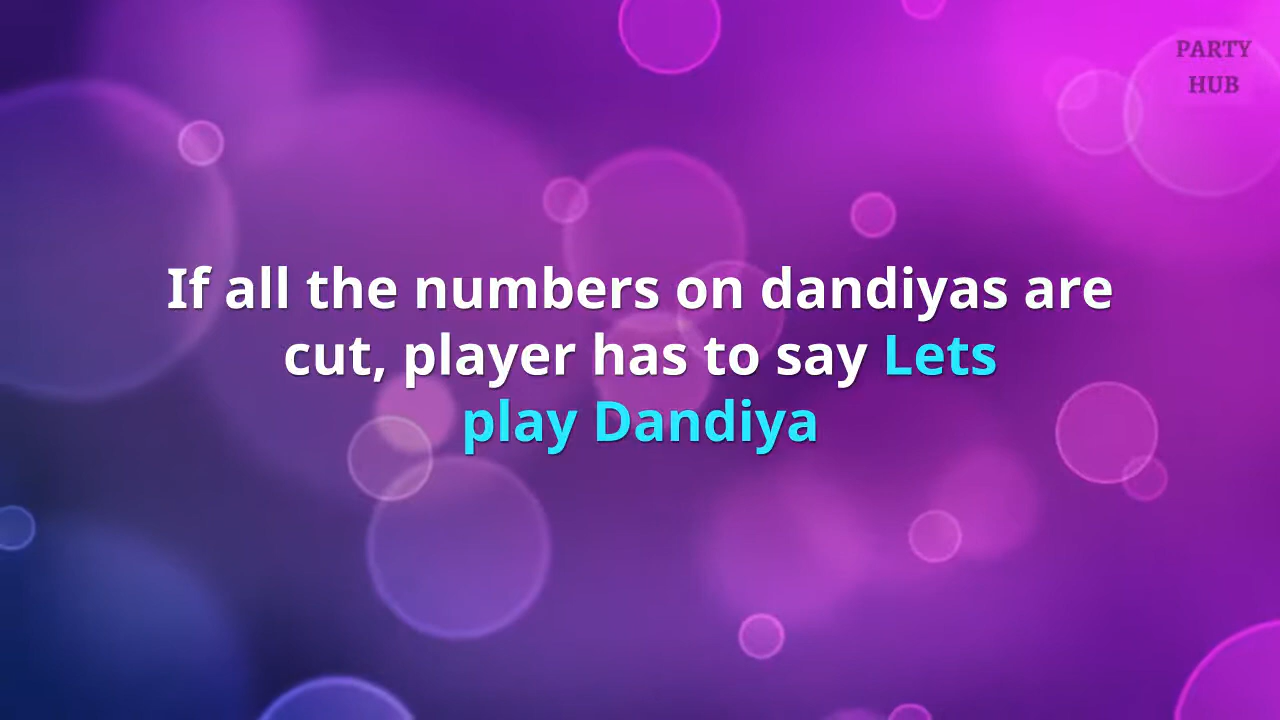 PARTY
HUB
If all the numbers on dandiyas are
cut, player has to say Lets
play Dandiya